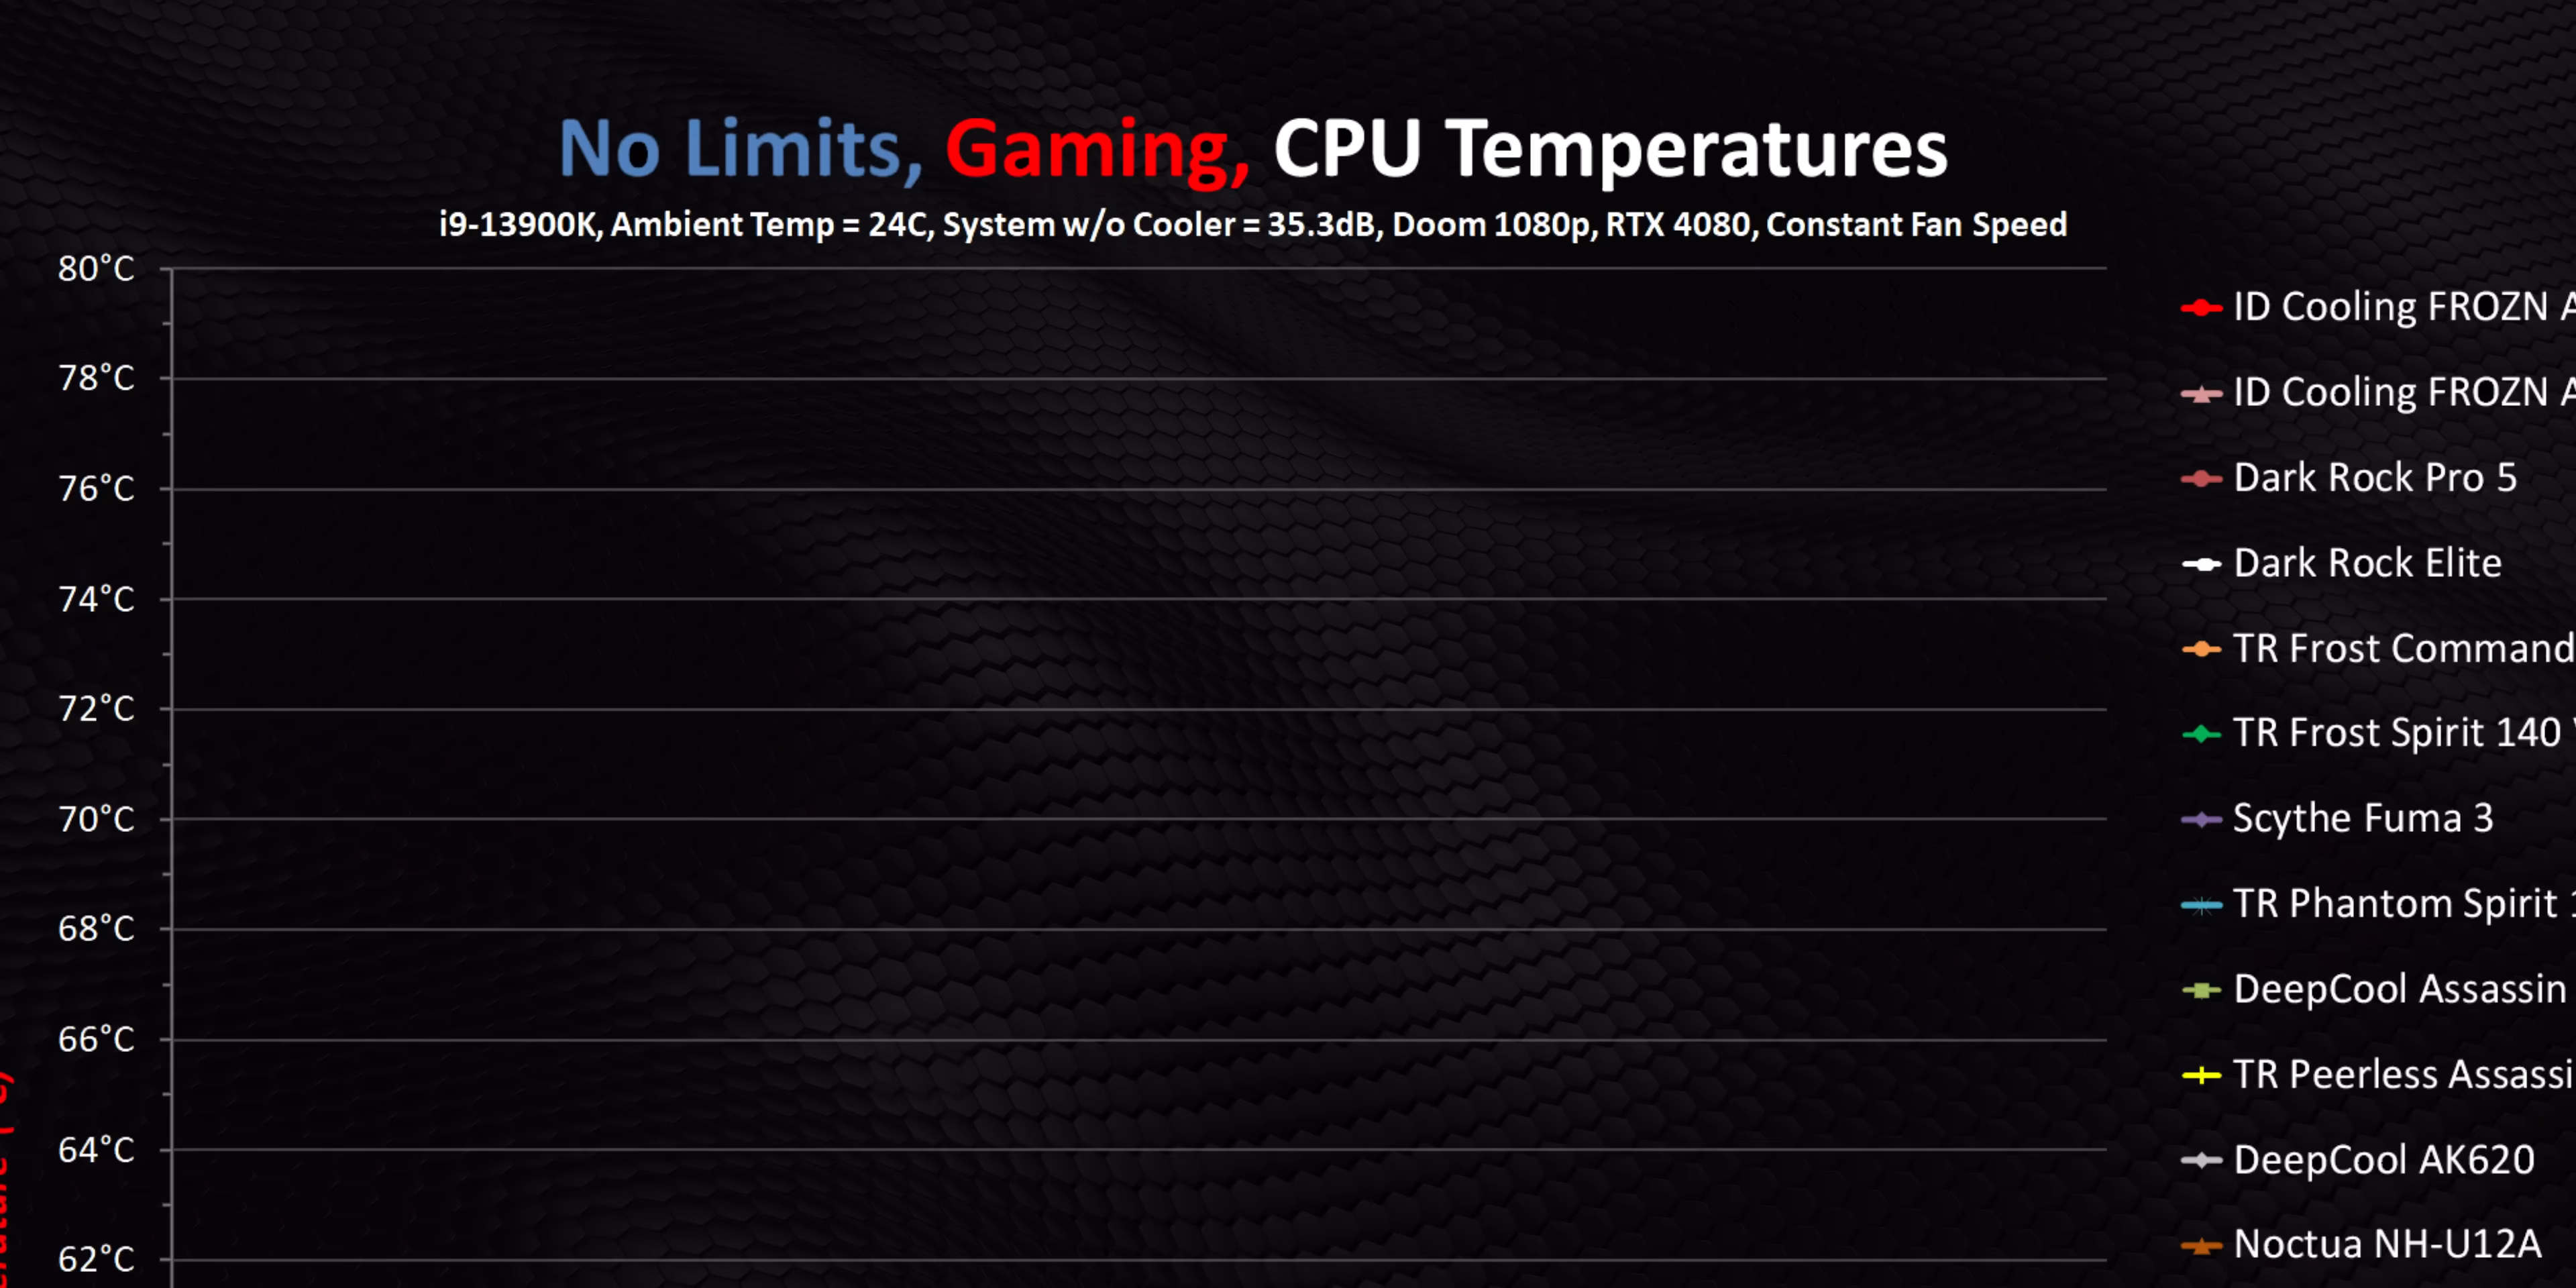 No Limits, Gaming, CPU Temperatures
i9-13900K, Ambient Temp = 24C, System w/o Cooler = 35.3dB, Doom 1080p, RTX 4080, Constant Fan Speed
80°C
78°C
76°C
74°C
72°C
70°C
68°C
66°C
64°C
62°C
ID Cooling FROZN A
ID Cooling FROZN A
Dark Rock Pro 5
Dark Rock Elite
TR Frost Command
TR Frost Spirit 140
Scythe Fuma 3
TR Phantom Spirit 1
DeepCool Assassin
TR Peerless Assassi
DeepCool AK620
Noctua NH-U12A